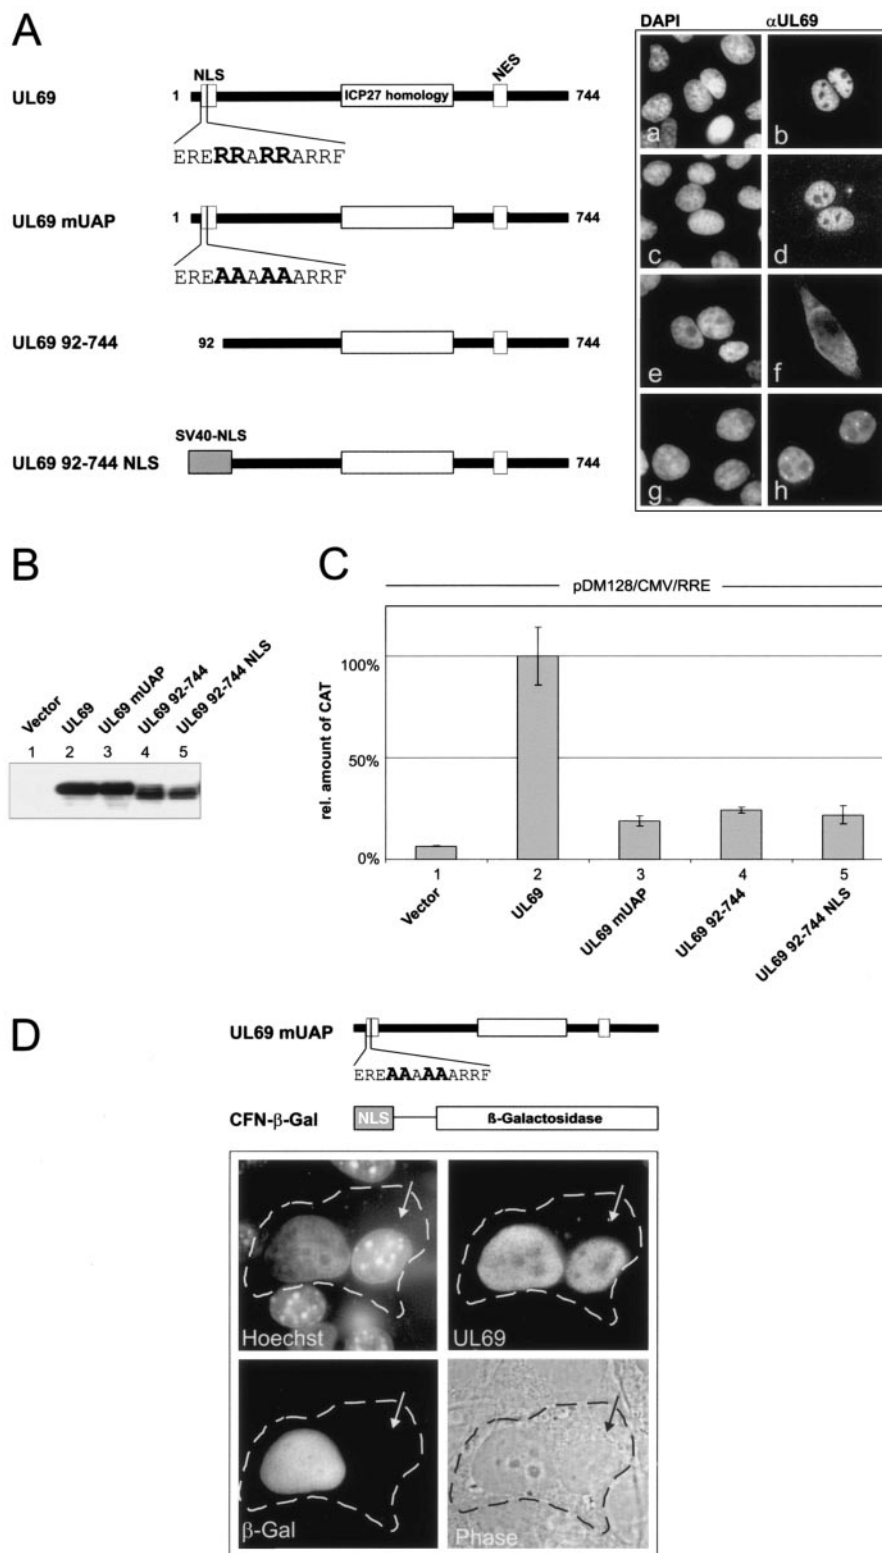 A
DAPI αUL69
NLS
NES
UL69
1
ICP27 homology
744
ERERRARRARRF
a
b
UL69 mUAP
1
744
EREAAAAAARRF
c
d
UL69 92-744
92
744
e
f
SV40-NLS
UL69 92-744 NLS
744
g
h
B
Vector
UL69
UL69 mUAP
UL69 92-744
UL69 92-744 NLS
1 2 3 4 5
C
pDM128/CMV/RRE
rel. amount of CAT
100%
50%
0%
1 2 3 4 5
Vector
UL69
UL69 mUAP
UL69 92-744
UL69 92-744 NLS
D
UL69 mUAP
EREAAAAAARRF
CFN-β-Gal
NLS
ß-Galactosidase
Hoechst
UL69
β-Gal
Phase